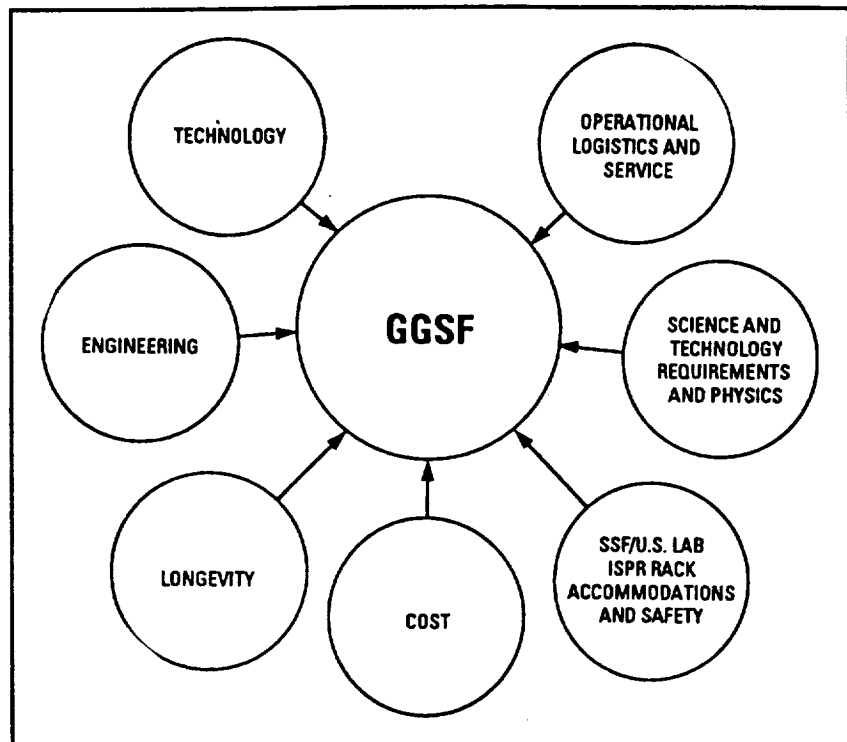 TECHNOLOGY
OPERATIONAL
LOGISTICS AND
SERVICE
GGSF
ENGINEERING
SCIENCE AND
TECHNOLOGY
REQUIREMENTS
AND PHYSICS
LONGEVITY
COST
SSF/U.S. LAB
ISPR RACK
ACCOMMODATIONS
AND SAFETY